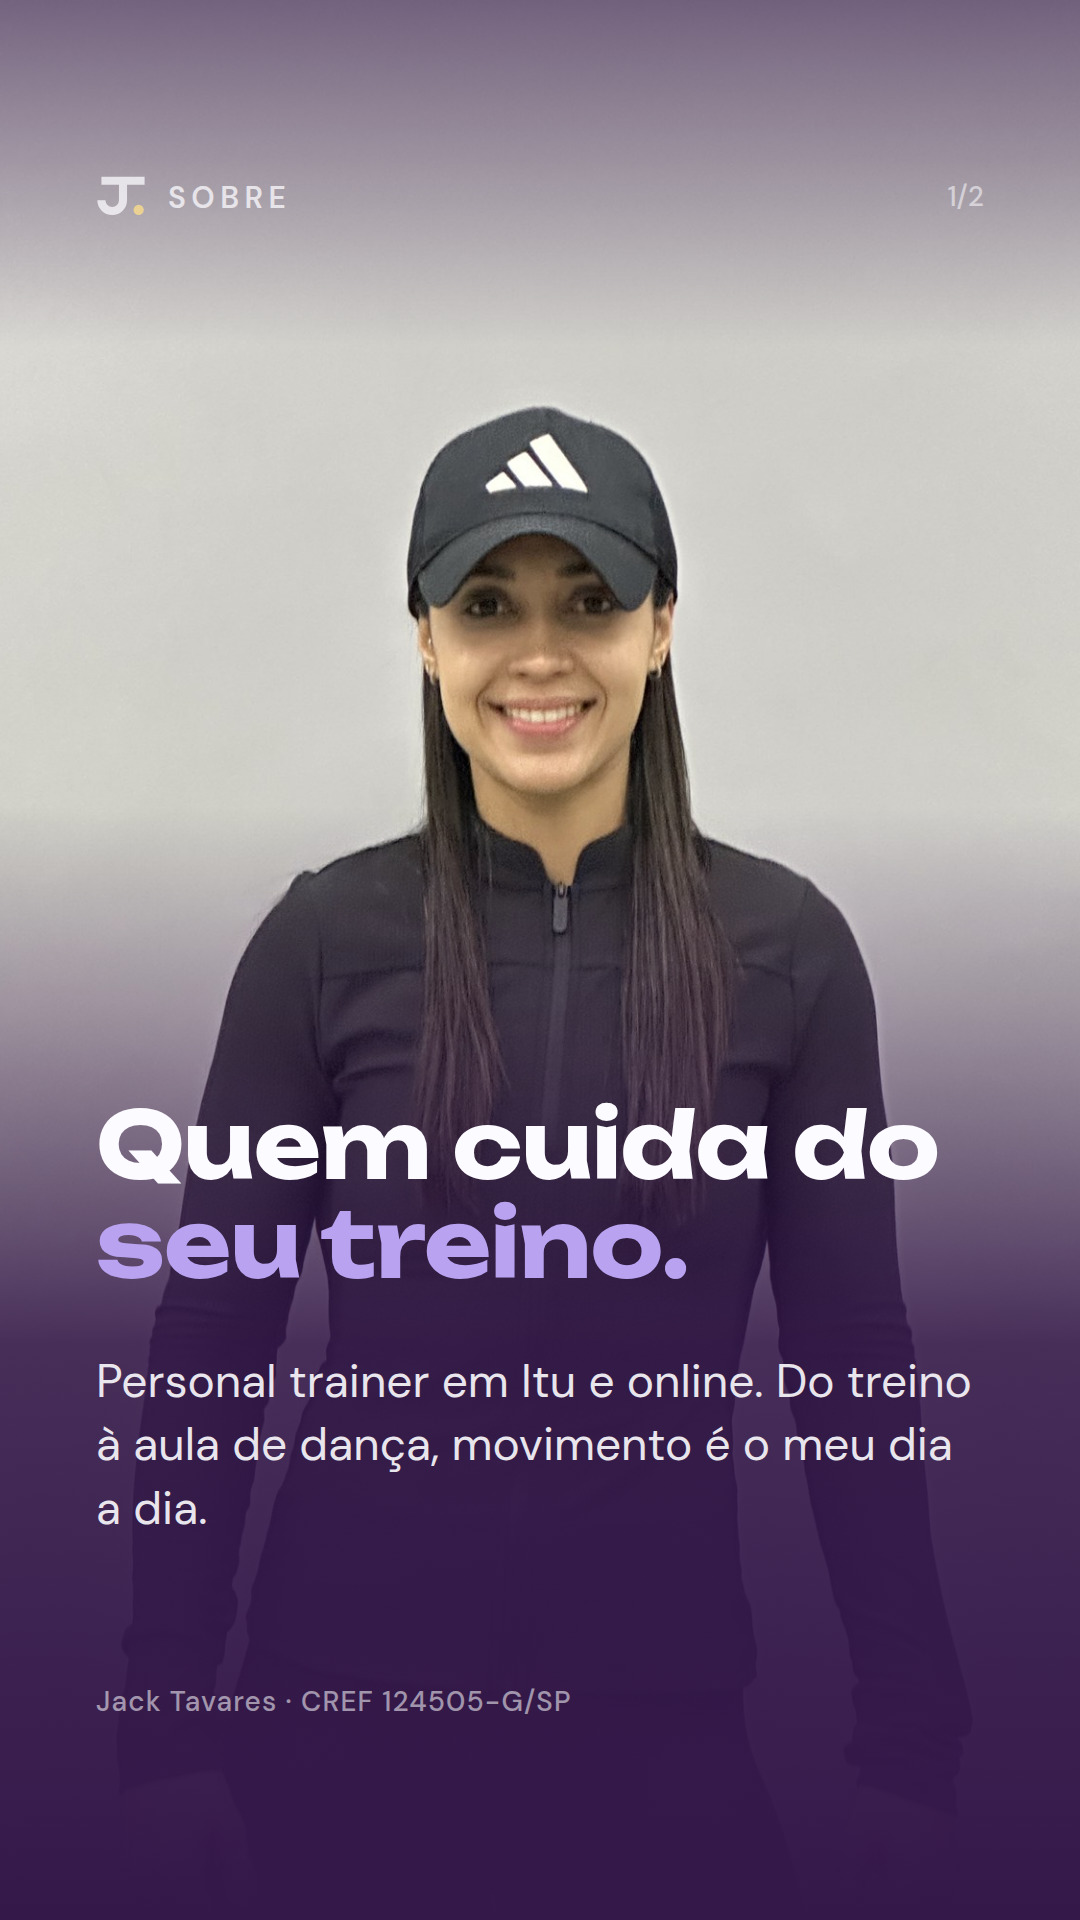 JT. SOBRE
1/2
Quem cuida do
seu treino.
Personal trainer em Itu e online. Do treino
à aula de dança, movimento é o meu dia
a dia.
Jack Tavares · CREF 124505-G/SP